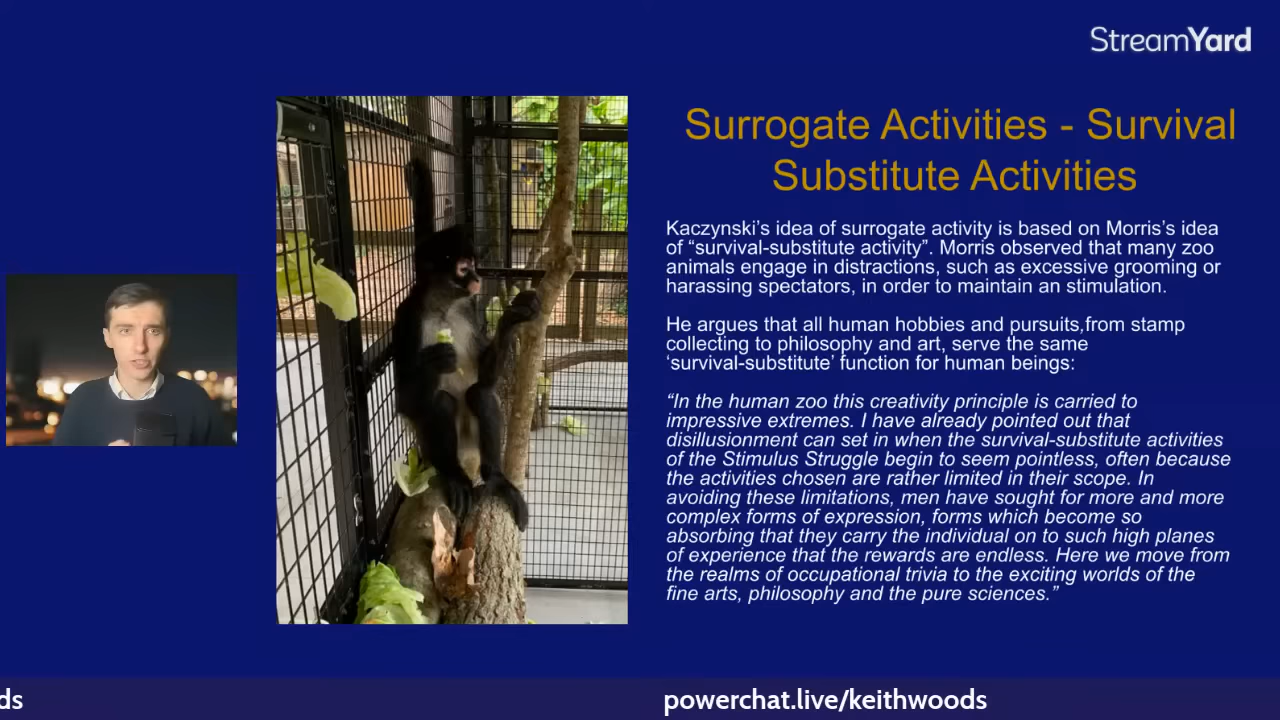 StreamYard
Surrogate Activities - Survival
Substitute Activities
Kaczynski's idea of surrogate activity is based on Morris's idea
of “survival-substitute activity”. Morris observed that many zoo
animals engage in distractions, such as excessive grooming or
harassing spectators, in order to maintain an stimulation.
He argues that all human hobbies and pursuits,from stamp
collecting to philosophy and art, serve the same
‘survival-substitute’ function for human beings:
“In the human zoo this creativity principle is carried to
impressive extremes. I have already pointed out that
disillusionment can set in when the survival-substitute activities
of the Stimulus Struggle begin to seem pointless, often because
the activities chosen are rather limited in their scope. In
avoiding these limitations, men have sought for more and more
complex forms of expression, forms which become so
absorbing that they carry the individual on to such high planes
of experience that the rewards are endless. Here we move from
the realms of occupational trivia to the exciting worlds of the
fine arts, philosophy and the pure sciences.”
ds powerchat.live/keithwoods